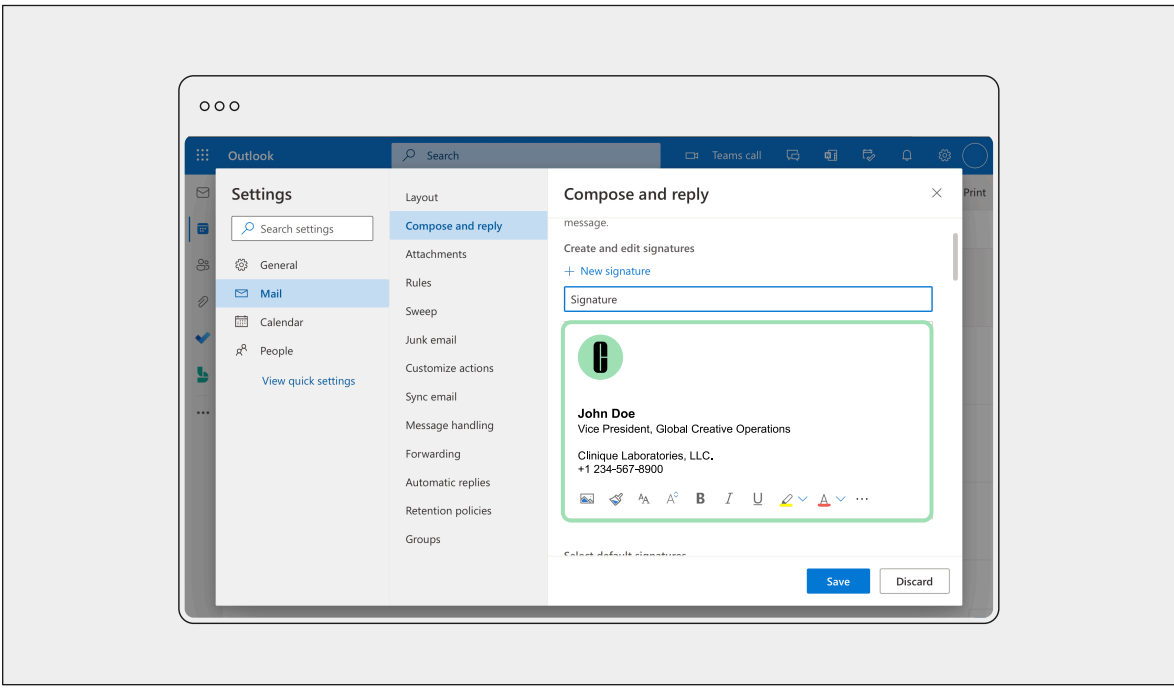 Outlook
Search
Teams call
Settings
Layout
Compose and reply
Print
Search settings
Compose and reply
message.
Attachments
Create and edit signatures
General
New signature
Rules
Mail
Signature
Sweep
Calendar
Junk email
People
Customize actions
View quick settings
Sync email
John Doe
Message handling
Vice President, Global Creative Operations
Forwarding
Clinique Laboratories, LLC.
+1 234-567-8900
Automatic replies
B I U A
Retention policies
Groups
Select default signatures
Save
Discard